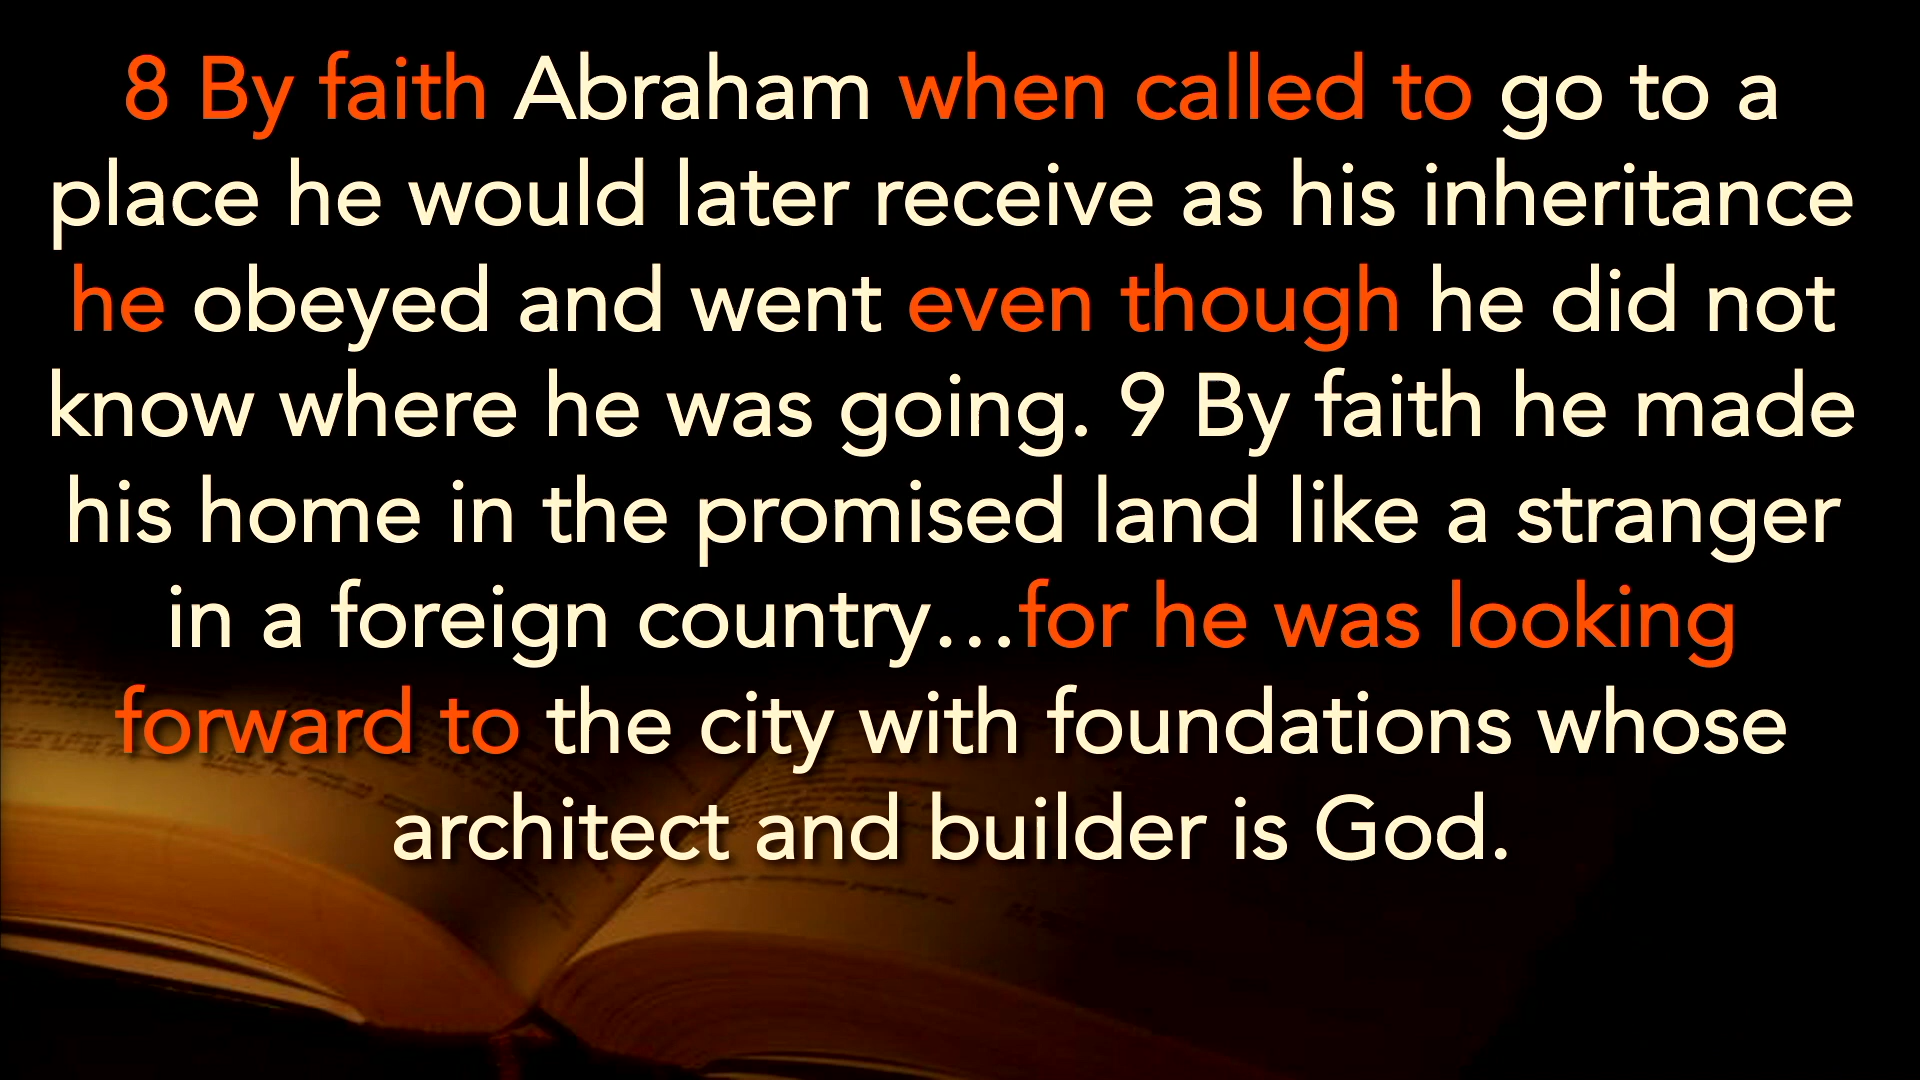 8 By faith Abraham when called to go to a
place he would later receive as his inheritance
he obeyed and went even though he did not
know where he was going. 9 By faith he made
his home in the promised land like a stranger
in a foreign country…for he was looking
forward to the city with foundations whose
architect and builder is God.